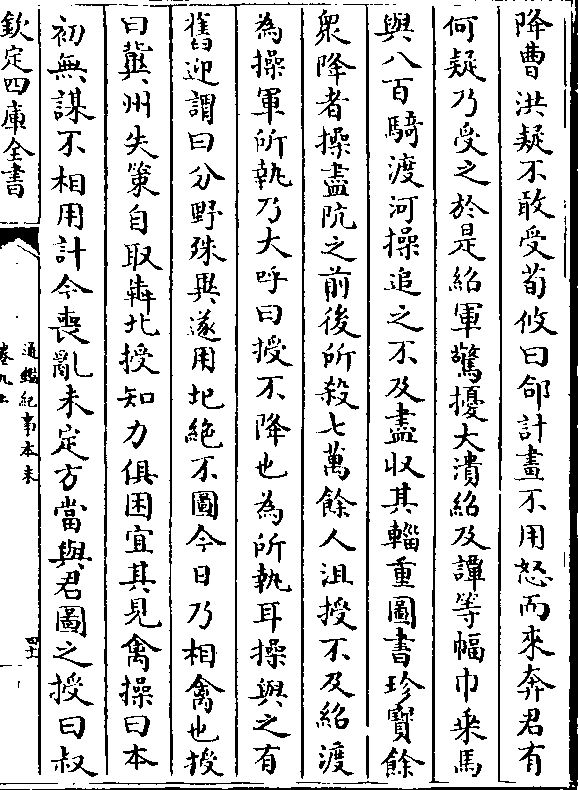 降曹洪疑不敢受荀攸曰郃計畫不用怒而來奔君有
何疑乃受之於是紹軍驚擾大潰紹及譚等幅巾乗馬
與八百騎渡河操追之不及盡收其輜重圖書珍寳餘
衆降者操盡阬之前後所殺七萬餘人沮授不及紹渡
為操軍所執乃大呼曰授不降也為所執耳操與之有
舊迎謂曰分野殊異遂用圮絶不圖今日乃相禽也授
曰冀州失策自取奔北授知力俱困宜其見禽操曰本
初無謀不相用計今喪亂未定方當與君圖之授曰叔
欽定四庫全書
通鑑紀事本末
卷九上